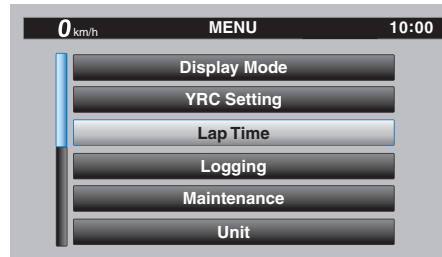 0 km/h MENU 10:00
Display Mode
YRC Setting
Lap Time
Logging
Maintenance
Unit